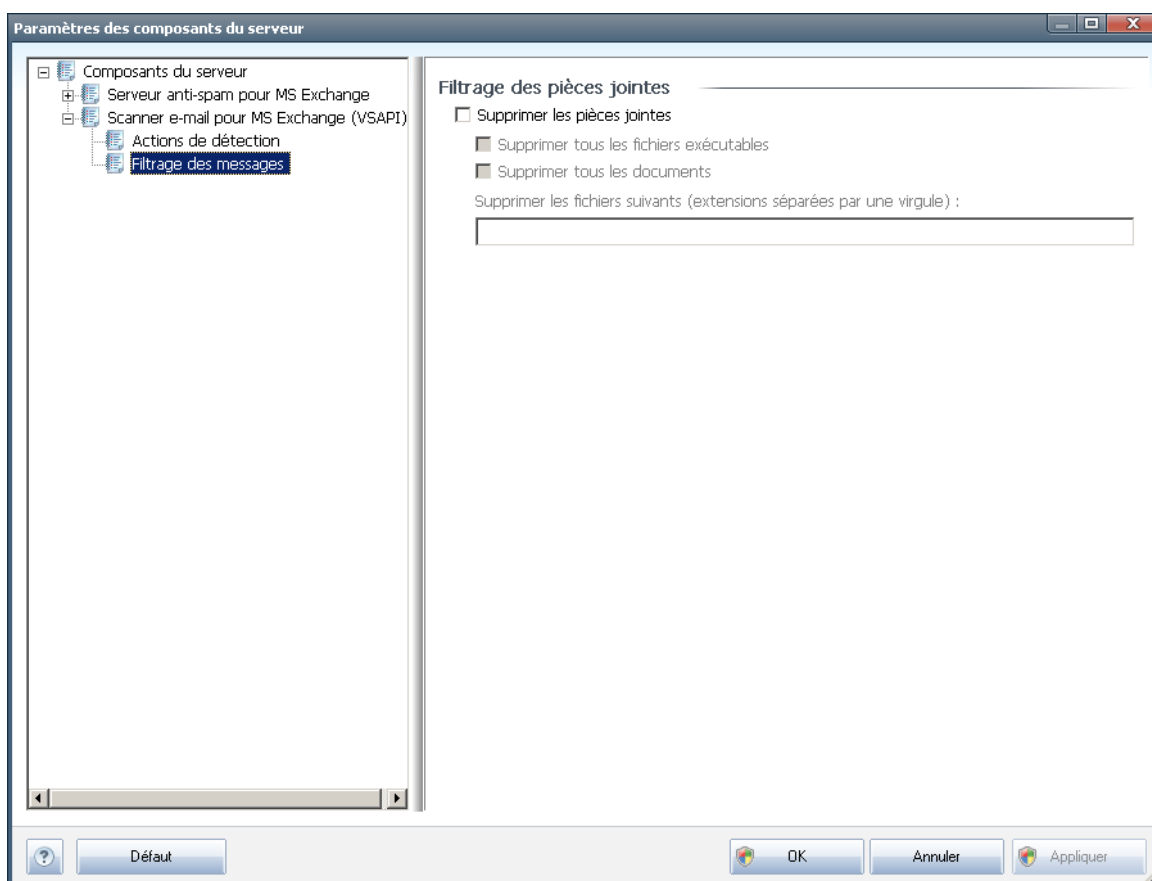 Paramètres des composants du serveur
Composants du serveur
Serveur anti-spam pour MS Exchange
Scanner e-mail pour MS Exchange (VSAPI)
Actions de détection
Filtrage des messages
Filtrage des pièces jointes
Supprimer les pièces jointes
Supprimer tous les fichiers exécutables
Supprimer tous les documents
Supprimer les fichiers suivants (extensions séparées par une virgule) :
?
Défaut
OK
Annuler
Appliquer